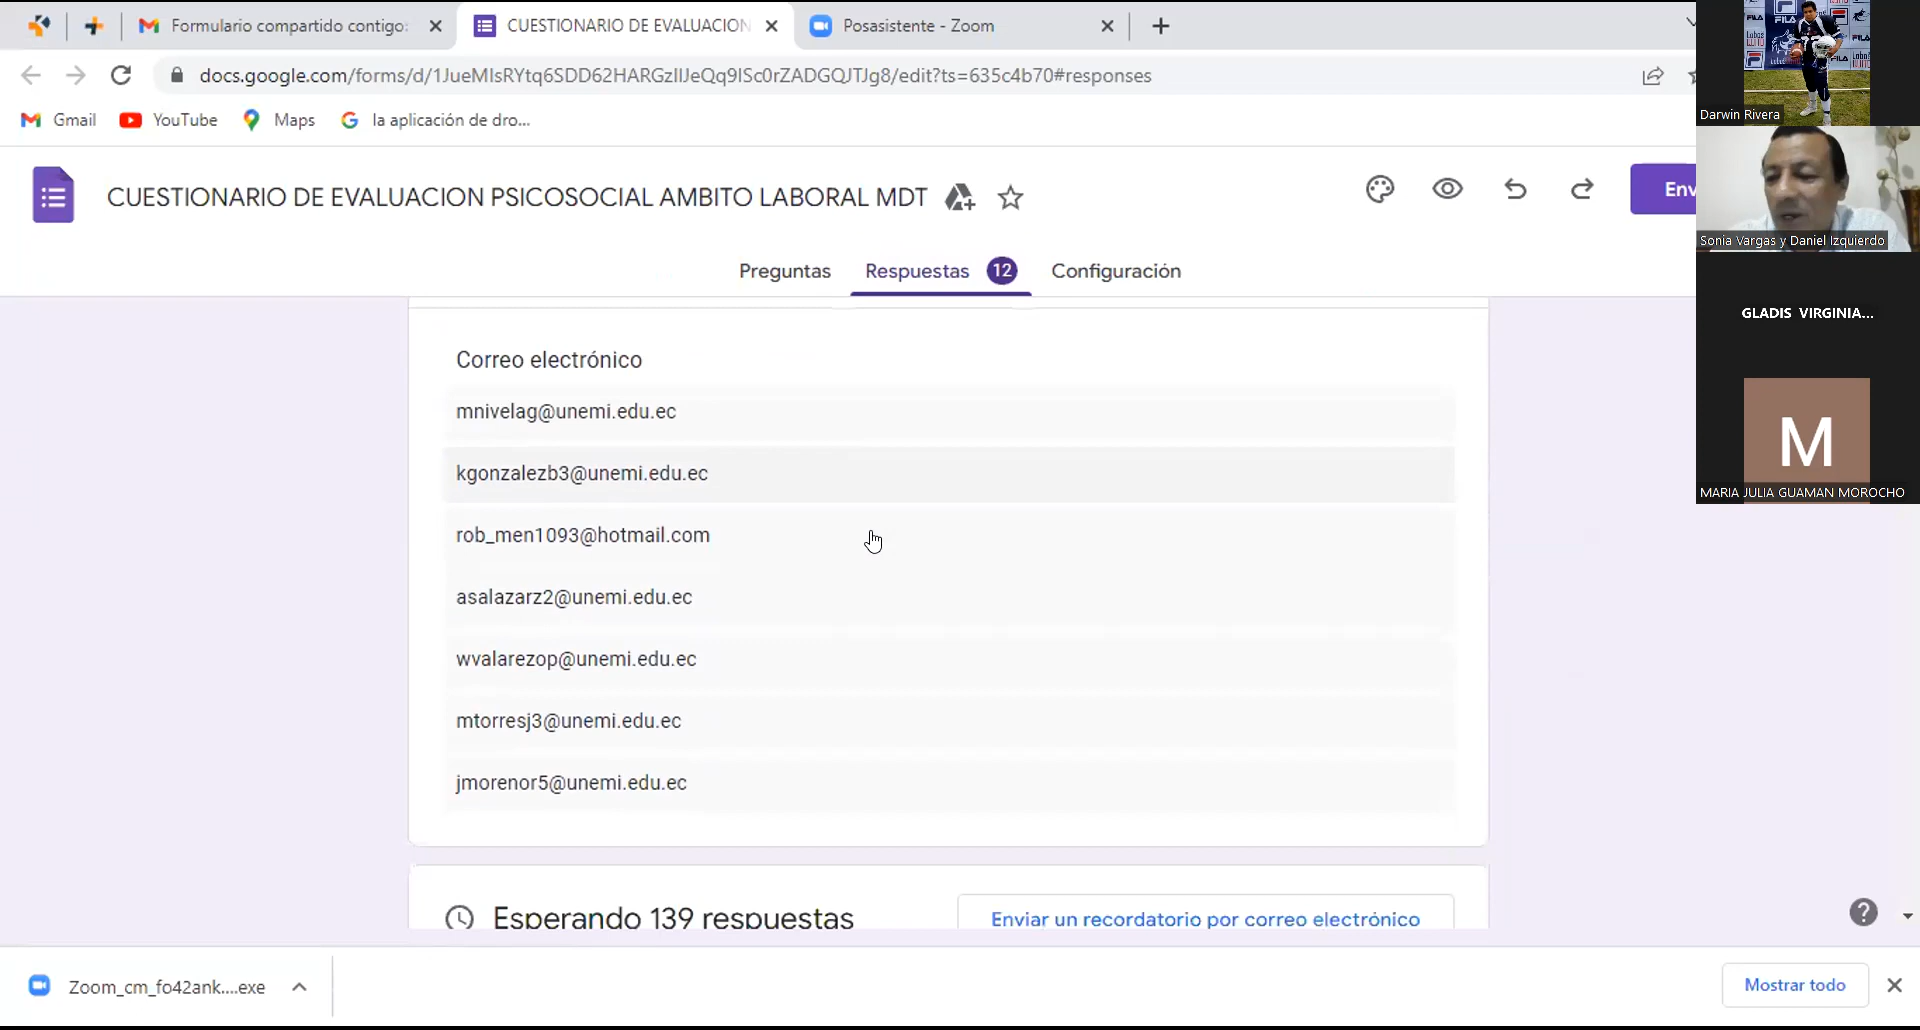 Formulario compartido contigo:
CUESTIONARIO DE EVALUACION
Posasistente - Zoom
docs.google.com/forms/d/1JueMIsRYtq6SDD62HARGzIIJeQq9ISc0rZADGQJTJg8/edit?ts=635c4b70#responses
Gmail
YouTube
Maps
la aplicación de dro...
CUESTIONARIO DE EVALUACION PSICOSOCIAL AMBITO LABORAL MDT
Env
Preguntas
Respuestas 12
Configuración
Correo electrónico
mnivelag@unemi.edu.ec
kgonzalezb3@unemi.edu.ec
rob_men1093@hotmail.com
asalazarz2@unemi.edu.ec
wvalarezop@unemi.edu.ec
mtorresj3@unemi.edu.ec
jmorenor5@unemi.edu.ec
Esperando 139 respuestas
Enviar un recordatorio por correo electrónico
Zoom_cm_fo42ank....exe
Mostrar todo
FILA
FILA
FILA
Darwin Rivera
Sonia Vargas y Daniel Izquierdo
GLADIS VIRGINIA...
M
MARIA JULIA GUAMAN MOROCHO